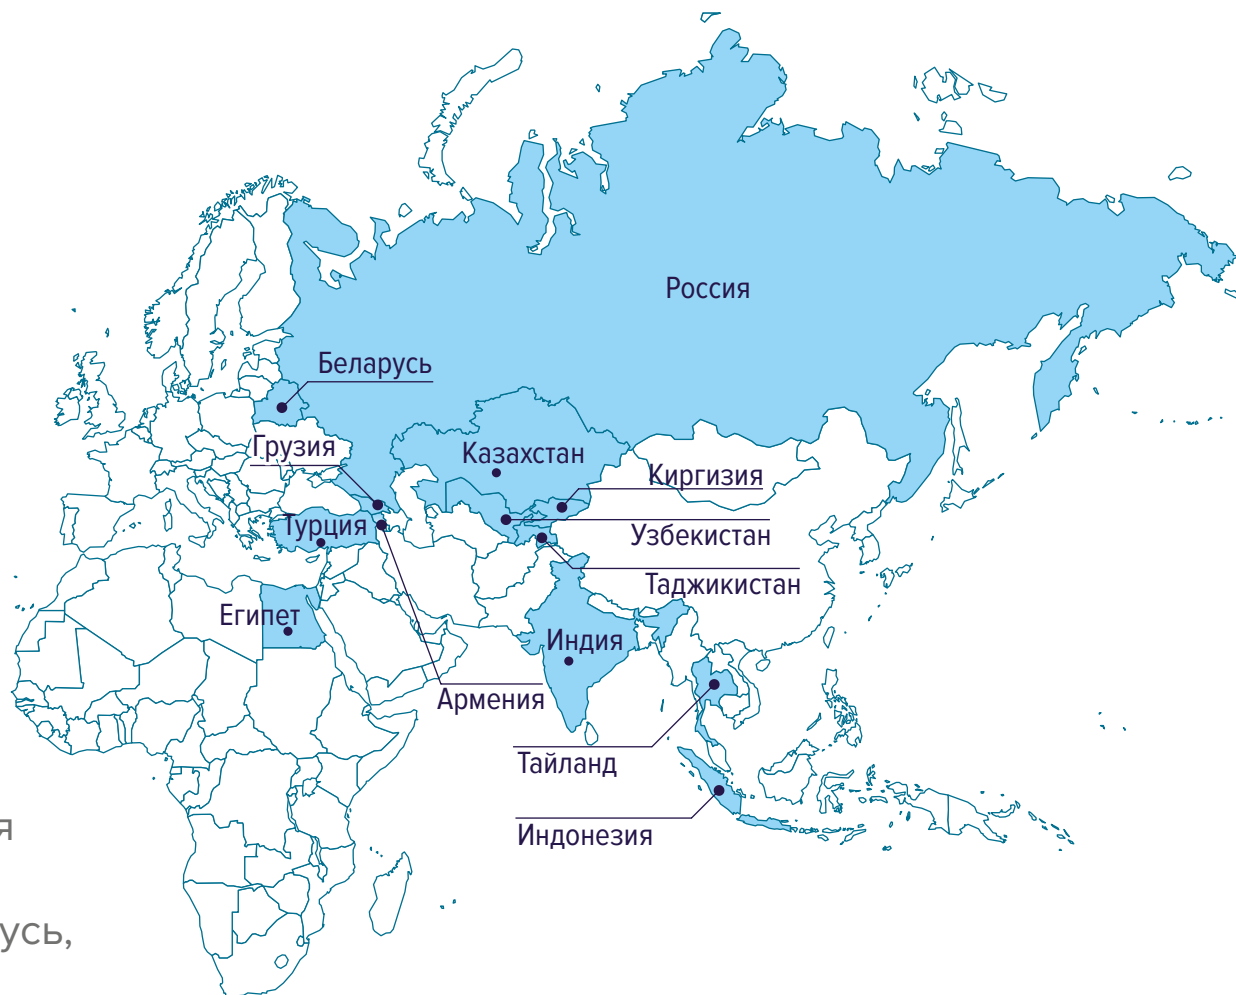 Россия
Беларусь
Грузия
Казахстан
Киргизия
Турция
Узбекистан
Таджикистан
Египет
Индия
Армения
Тайланд
Индонезия
я
усь,